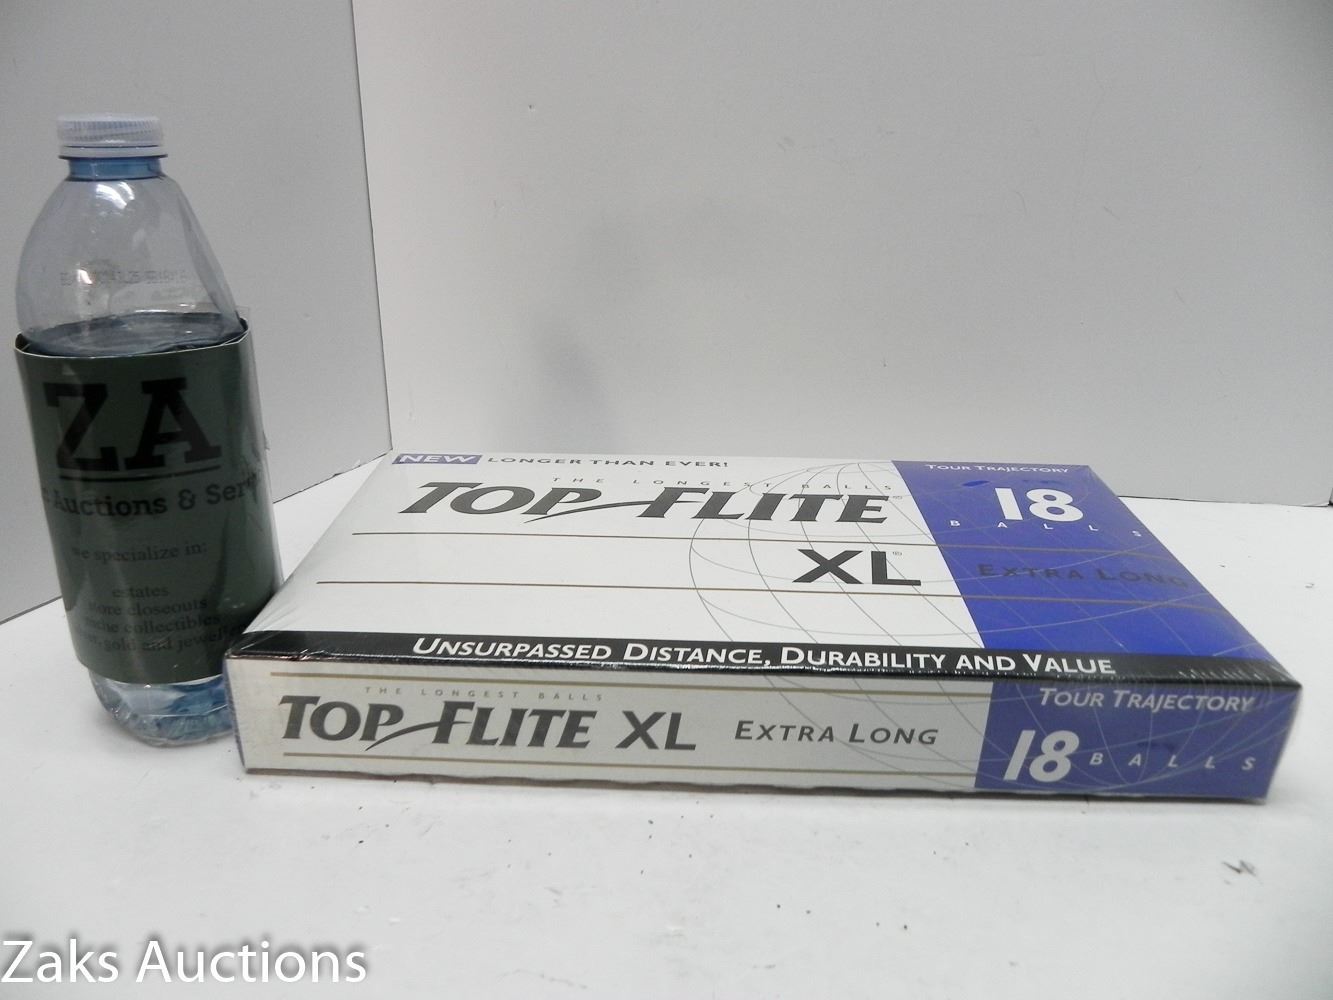 ZA
Auctions &
we specialize in:
estates
store closeouts
collectibles
gold and
NEW LONGER THAN EVER!
THE LONGEST BALLS
TOP-FLITE®
XL®
TOUR TRAJECTORY
18
BALLS
EXTRA LONG
UNSURPASSED DISTANCE, DURABILITY AND VALUE
THE LONGEST BALLS
TOP-FLITE XL EXTRA LONG
TOUR TRAJECTORY
18 BALLS
Zaks Auctions